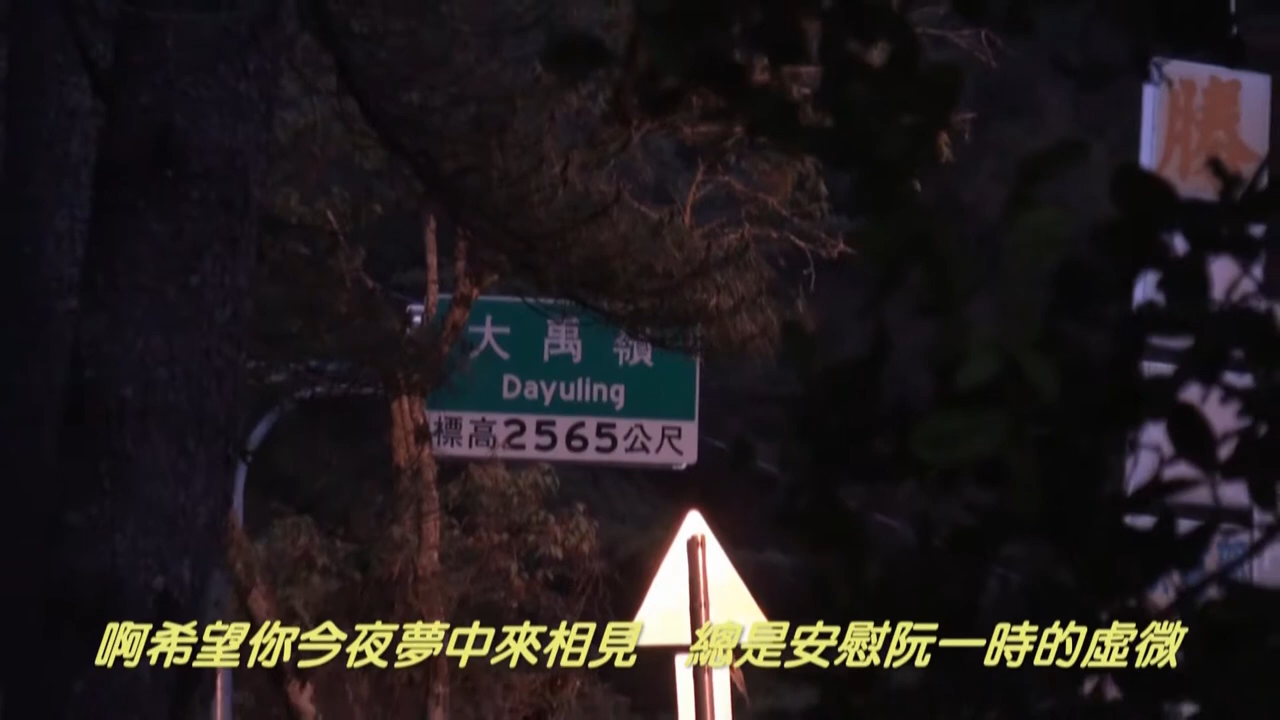 勝
大禹嶺
Dayuling
標高2565公尺
啊希望你今夜夢中來相見　總是安慰阮一時的虛微